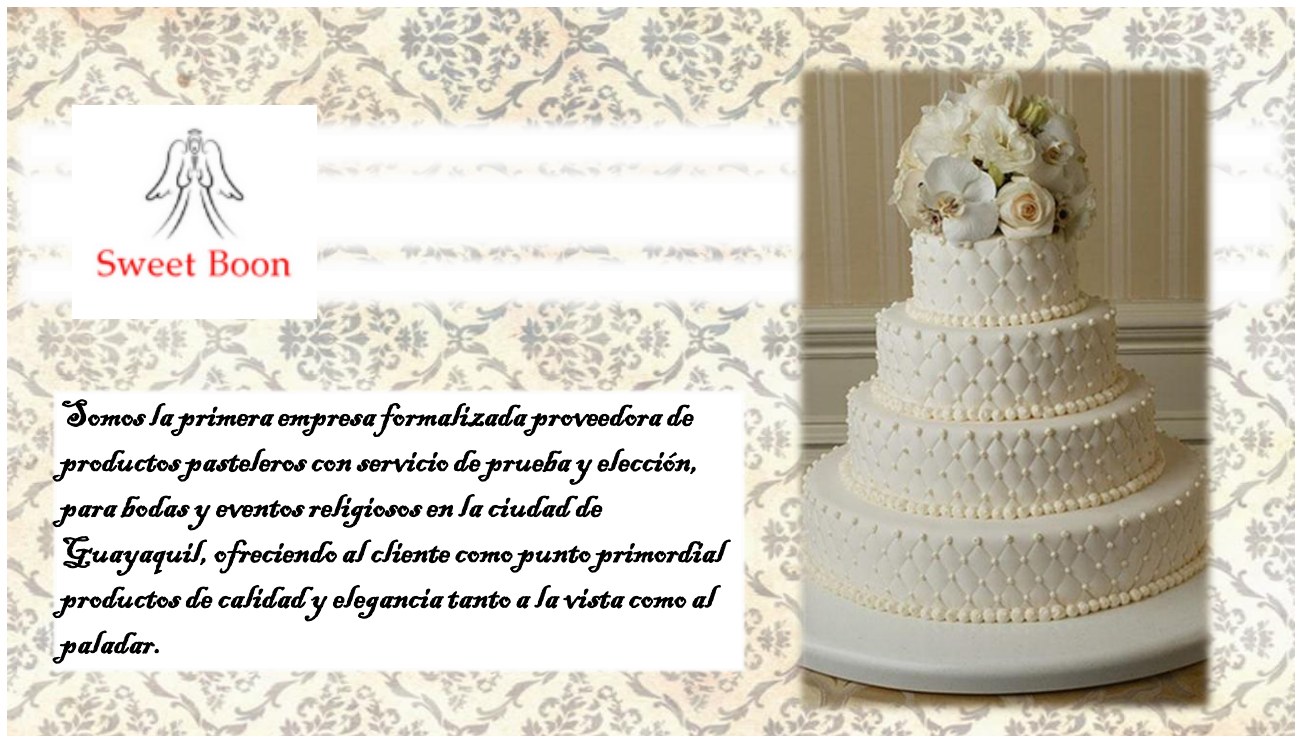 Sweet Boon
Somos la primera empresa formalizada proveedora de
productos pasteleros con servicio de prueba y elección,
para bodas y eventos religiosos en la ciudad de
Guayaquil, ofreciendo al cliente como punto primordial
productos de calidad y elegancia tanto a la vista como al
paladar.